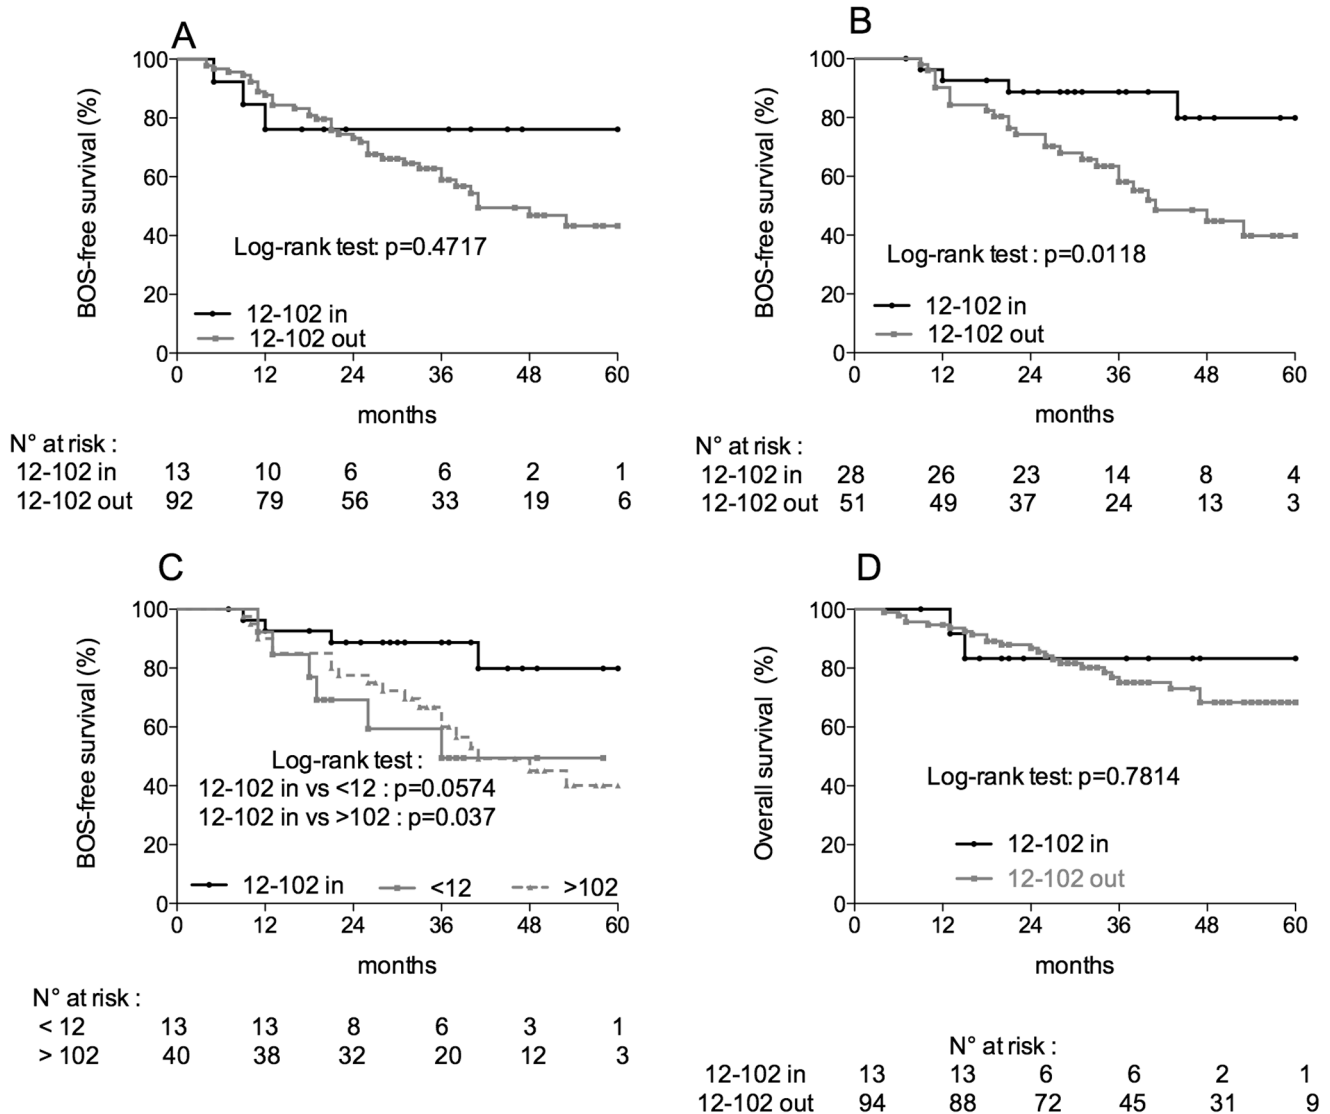 A
BOS-free survival (%)
100
80
60
40
20
0
Log-rank test: p=0.4717
12-102 in
12-102 out
0 12 24 36 48 60
months
N° at risk :
12-102 in 13 10 6 6 2 1
12-102 out 92 79 56 33 19 6
B
BOS-free survival (%)
100
80
60
40
20
0
Log-rank test : p=0.0118
12-102 in
12-102 out
0 12 24 36 48 60
months
N° at risk :
12-102 in 28 26 23 14 8 4
12-102 out 51 49 37 24 13 3
C
BOS-free survival (%)
100
80
60
40
20
0
Log-rank test :
12-102 in vs <12 : p=0.0574
12-102 in vs >102 : p=0.037
12-102 in <12 >102
0 12 24 36 48 60
months
N° at risk :
< 12 13 13 8 6 3 1
> 102 40 38 32 20 12 3
D
Overall survival (%)
100
80
60
40
20
0
Log-rank test: p=0.7814
12-102 in
12-102 out
0 12 24 36 48 60
months
N° at risk :
12-102 in 13 13 6 6 2 1
12-102 out 94 88 72 45 31 9